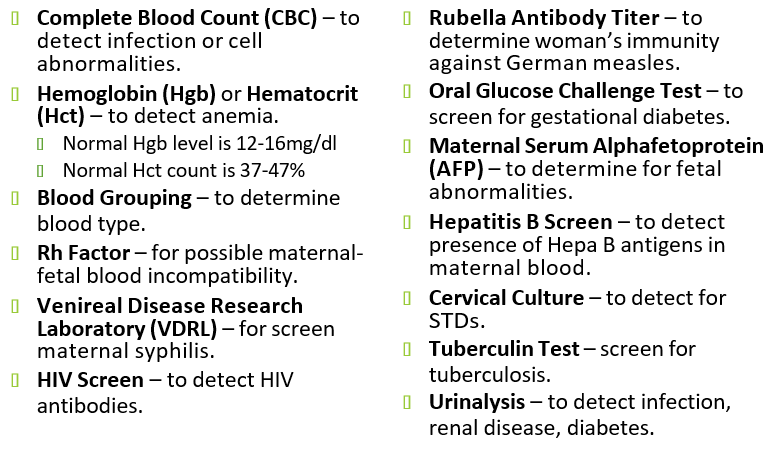 Complete Blood Count (CBC) – to
detect infection or cell
abnormalities.
Hemoglobin (Hgb) or Hematocrit
(Hct) – to detect anemia.
Normal Hgb level is 12-16mg/dl
Normal Hct count is 37-47%
Blood Grouping – to determine
blood type.
Rh Factor – for possible maternal-
fetal blood incompatibility.
Venireal Disease Research
Laboratory (VDRL) – for screen
maternal syphilis.
HIV Screen – to detect HIV
antibodies.
Rubella Antibody Titer – to
determine woman’s immunity
against German measles.
Oral Glucose Challenge Test – to
screen for gestational diabetes.
Maternal Serum Alphafetoprotein
(AFP) – to determine for fetal
abnormalities.
Hepatitis B Screen – to detect
presence of Hepa B antigens in
maternal blood.
Cervical Culture – to detect for
STDs.
Tuberculin Test – screen for
tuberculosis.
Urinalysis – to detect infection,
renal disease, diabetes.